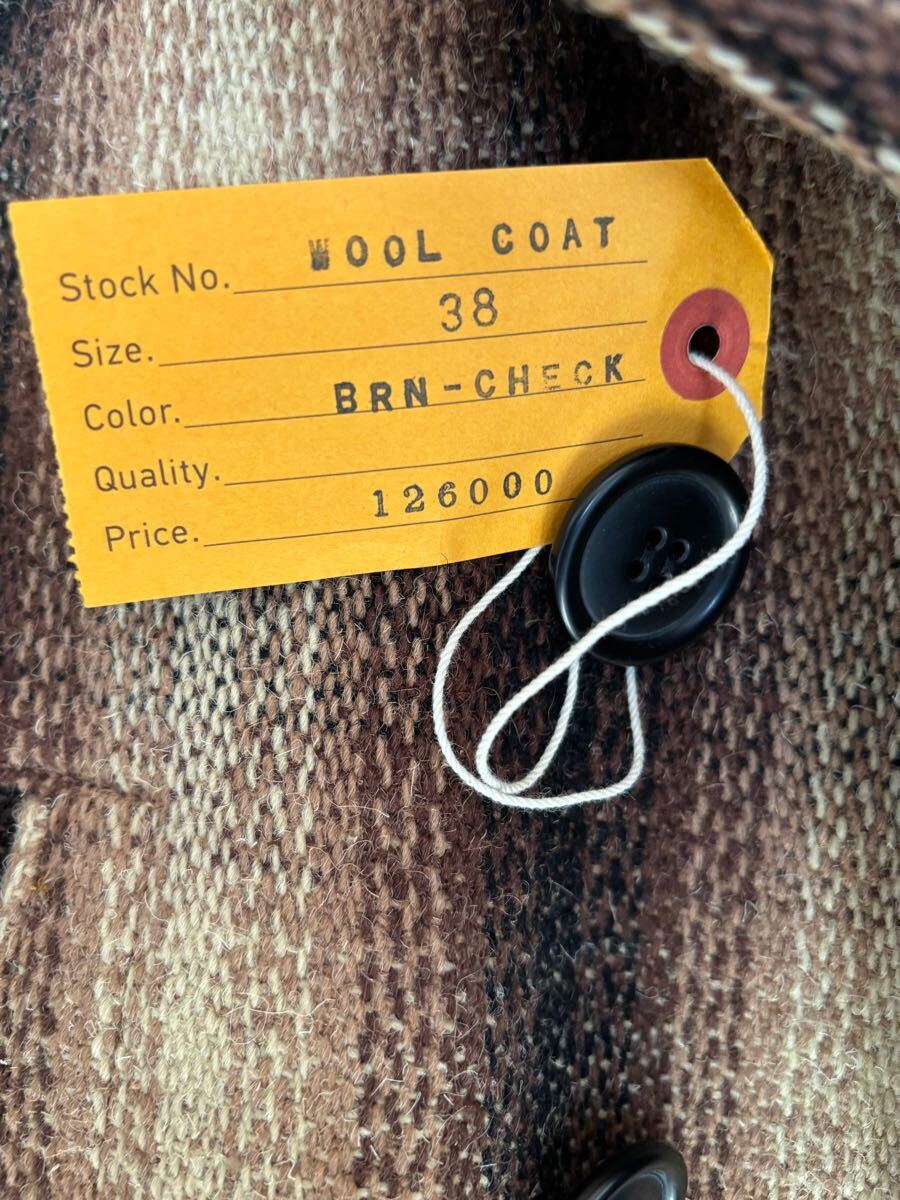 Stock No. WOOL COAT
Size. 38
Color. BRN-CHECK
Quality.
Price. 126000